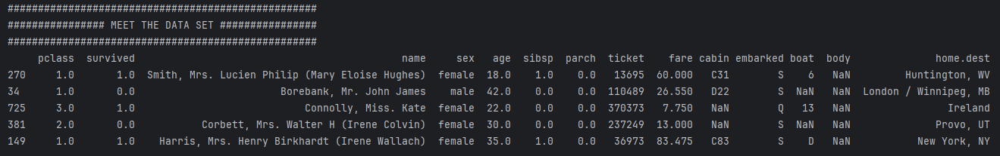 ###################################################
################ MEET THE DATA SET ################
###################################################
     pclass  survived                                            name     sex   age  sibsp  parch  ticket    fare cabin embarked boat  body                home.dest
270     1.0       1.0  Smith, Mrs. Lucien Philip (Mary Eloise Hughes)  female  18.0    1.0    0.0   13695  60.000   C31        S    6   NaN           Huntington, WV
34      1.0       0.0                         Borebank, Mr. John James    male  42.0    0.0    0.0  110489  26.550   D22        S  NaN   NaN    London / Winnipeg, MB
725     3.0       1.0                             Connolly, Miss. Kate  female  22.0    0.0    0.0  370373   7.750   NaN        Q   13   NaN                  Ireland
381     2.0       0.0            Corbett, Mrs. Walter H (Irene Colvin)  female  30.0    0.0    0.0  237249  13.000   NaN        S  NaN   NaN                Provo, UT
149     1.0       1.0     Harris, Mrs. Henry Birkhardt (Irene Wallach)  female  35.0    1.0    0.0   36973  83.475   C83        S    D   NaN             New York, NY